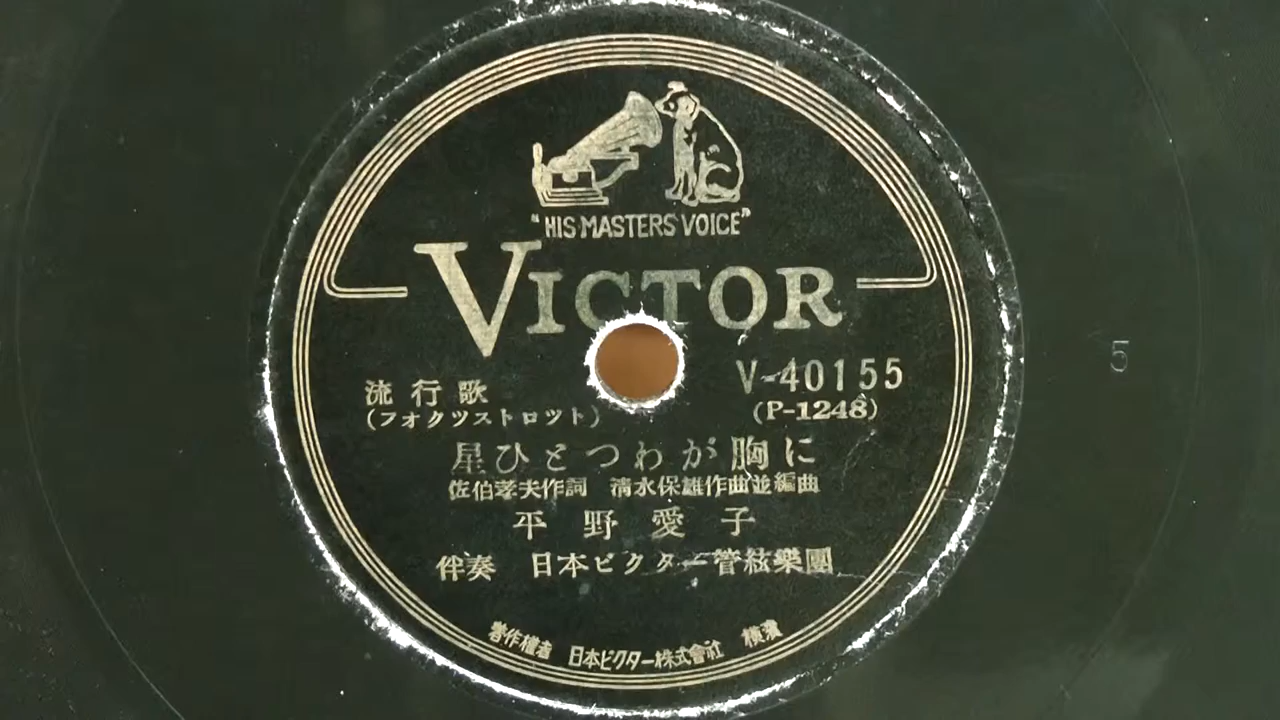 "HIS MASTERS VOICE"
VICTOR
流行歌
(フオクツストロツト)
V-40155
(P-1248)
星ひとつわが胸に
佐伯孝夫作詞 清水保雄作曲並編曲
平野愛子
伴奏 日本ビクター管絃樂團
著作權者 日本ビクター株式會社 横濱
5